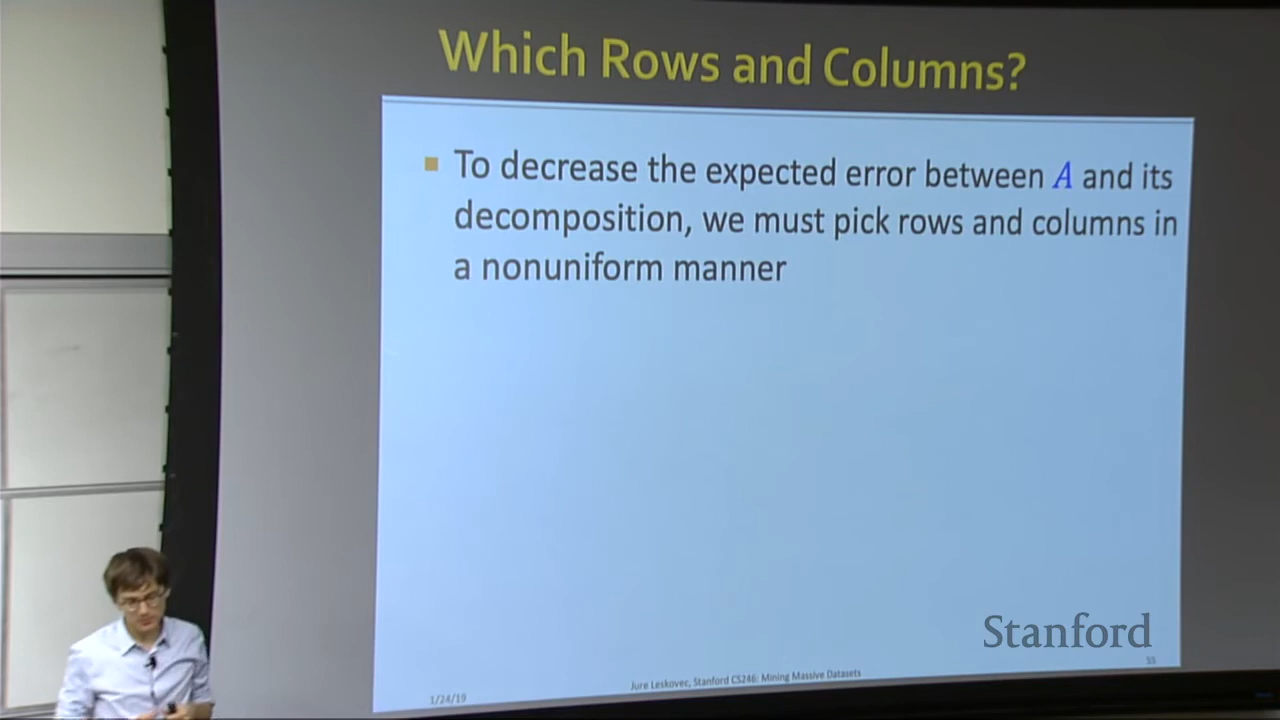 Which Rows and Columns?
To decrease the expected error between A and its
decomposition, we must pick rows and columns in
a nonuniform manner
Stanford
1/24/19
Jure Leskovec, Stanford CS246: Mining Massive Datasets
55